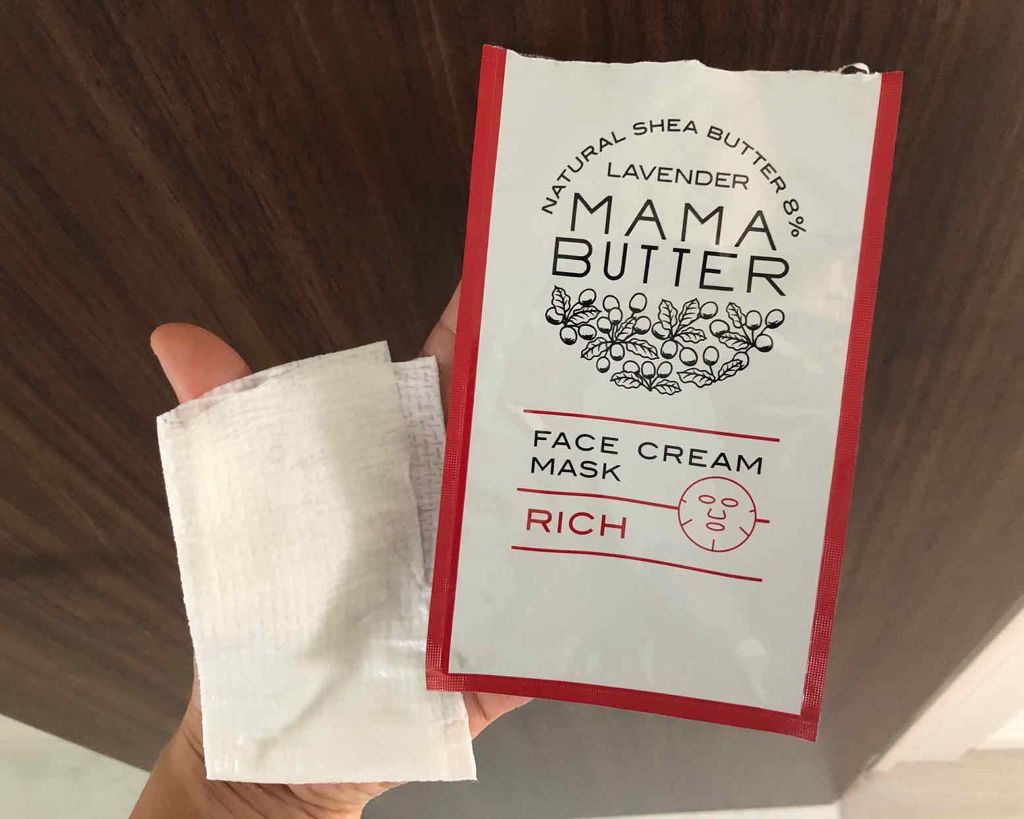 NATURAL SHEA BUTTER 8%
LAVENDER
MAMA
BUTTER
FACE CREAM
MASK
RICH